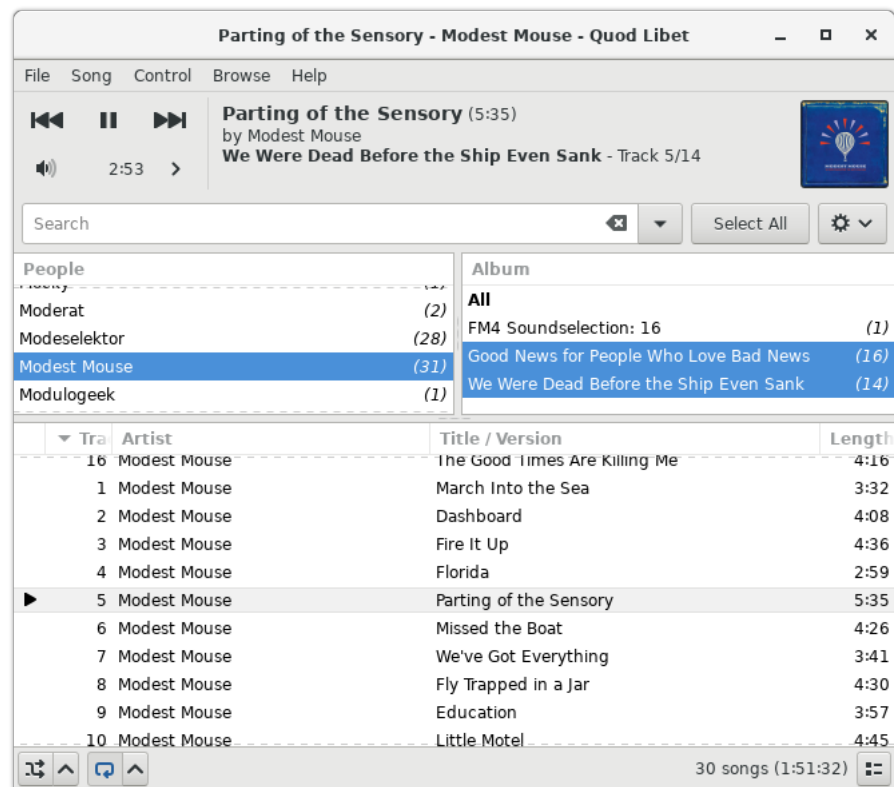 Parting of the Sensory - Modest Mouse - Quod Libet
File Song Control Browse Help
Parting of the Sensory (5:35)
by Modest Mouse
We Were Dead Before the Ship Even Sank - Track 5/14
2:53
MODEST MOUSE
Search
Select All
People
Album
Moderat (2)
Modeselektor (28)
Modest Mouse (31)
Modulogeek (1)
All
FM4 Soundselection: 16 (1)
Good News for People Who Love Bad News (16)
We Were Dead Before the Ship Even Sank (14)
Tra Artist Title / Version Length
16 Modest Mouse The Good Times Are Killing Me 4:16
1 Modest Mouse March Into the Sea 3:32
2 Modest Mouse Dashboard 4:08
3 Modest Mouse Fire It Up 4:36
4 Modest Mouse Florida 2:59
5 Modest Mouse Parting of the Sensory 5:35
6 Modest Mouse Missed the Boat 4:26
7 Modest Mouse We've Got Everything 3:41
8 Modest Mouse Fly Trapped in a Jar 4:30
9 Modest Mouse Education 3:57
10 Modest Mouse Little Motel 4:45
30 songs (1:51:32)